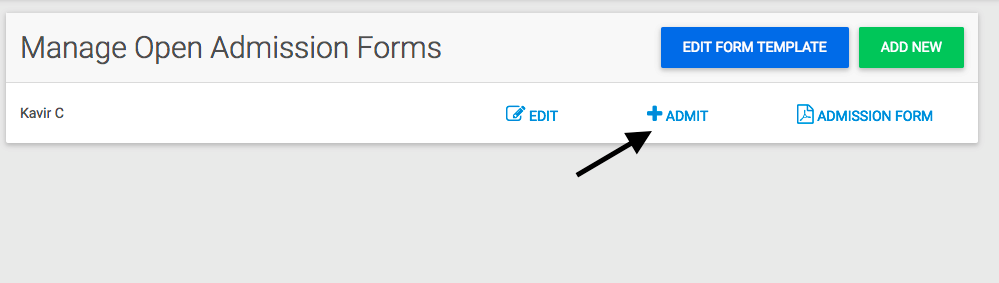 Manage Open Admission Forms
EDIT FORM TEMPLATE
ADD NEW
Kavir C
EDIT
ADMIT
ADMISSION FORM